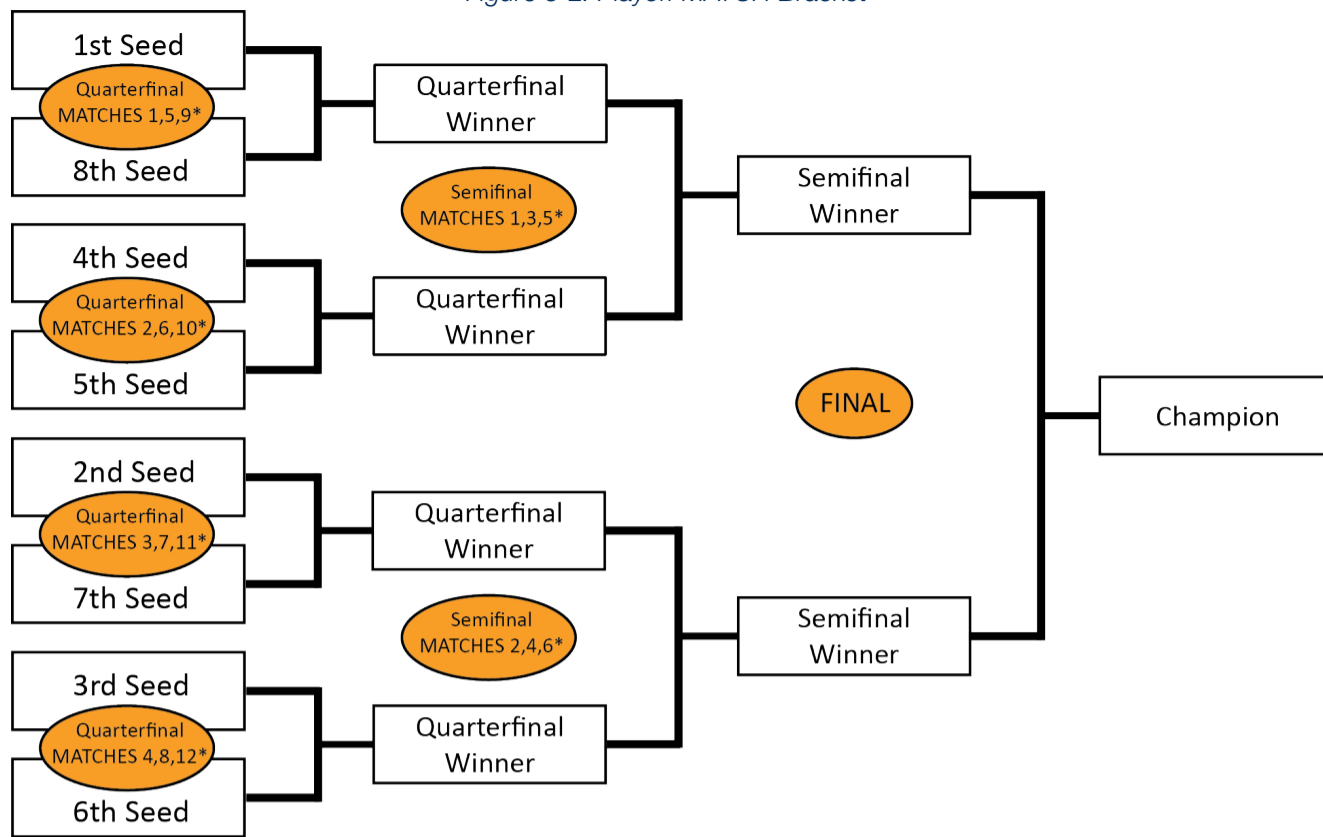 1st Seed
Quarterfinal
MATCHES 1,5,9*
8th Seed
4th Seed
Quarterfinal
MATCHES 2,6,10*
5th Seed
2nd Seed
Quarterfinal
MATCHES 3,7,11*
7th Seed
3rd Seed
Quarterfinal
MATCHES 4,8,12*
6th Seed
Quarterfinal
Winner
Semifinal
MATCHES 1,3,5*
Quarterfinal
Winner
Quarterfinal
Winner
Semifinal
MATCHES 2,4,6*
Quarterfinal
Winner
Semifinal
Winner
FINAL
Semifinal
Winner
Champion